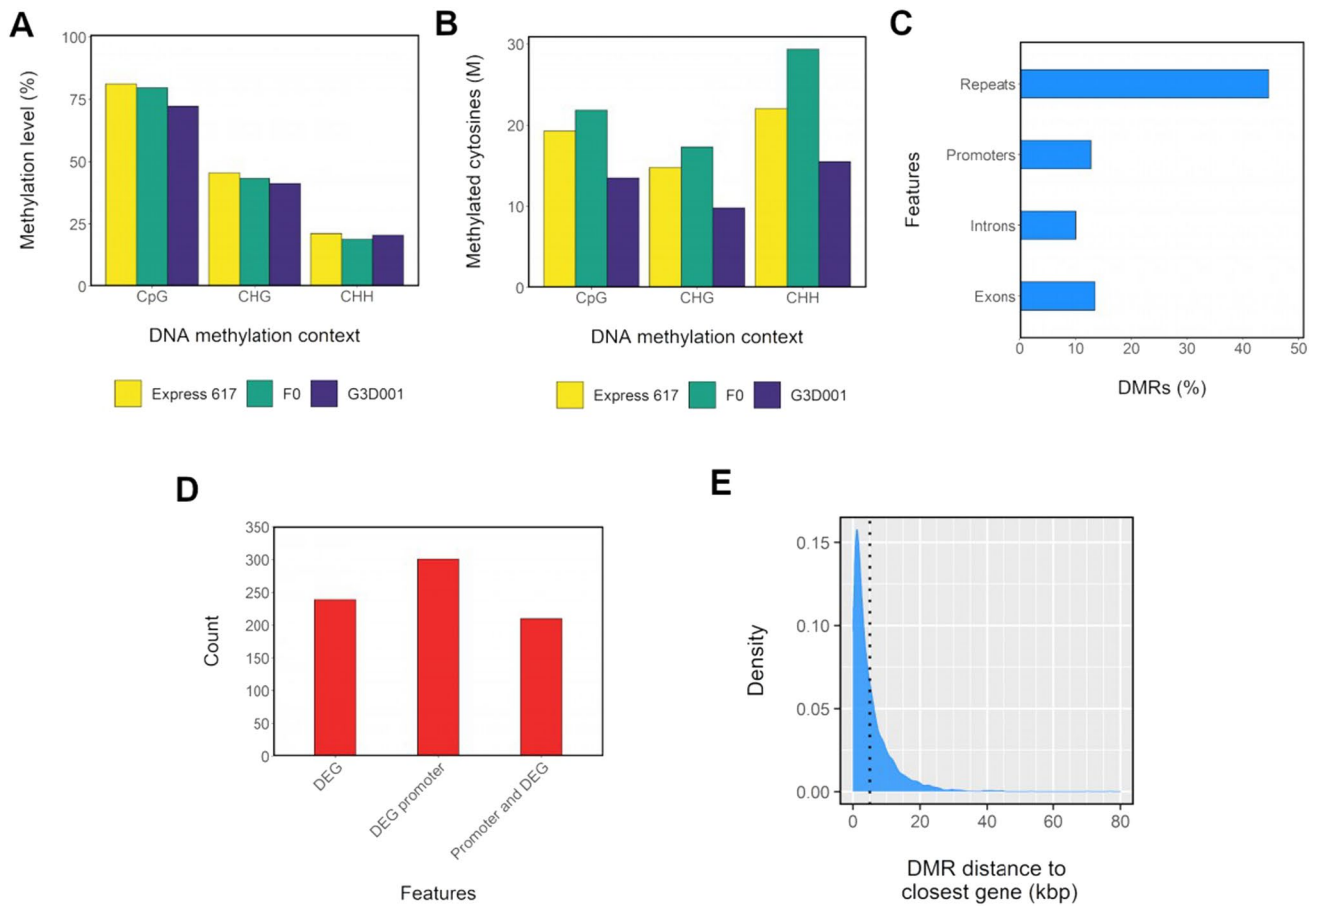 A
Methylation level (%)
100
75
50
25
0
CpG CHG CHH
DNA methylation context
Express 617 F0 G3D001
B
Methylated cytosines (M)
30
20
10
0
CpG CHG CHH
DNA methylation context
Express 617 F0 G3D001
C
Features
Repeats
Promoters
Introns
Exons
0 10 20 30 40 50
DMRs (%)
D
Count
350
300
250
200
150
100
50
0
DEG
DEG promoter
Promoter and DEG
Features
E
Density
0.15
0.10
0.05
0.00
0 20 40 60 80
DMR distance to
closest gene (kbp)